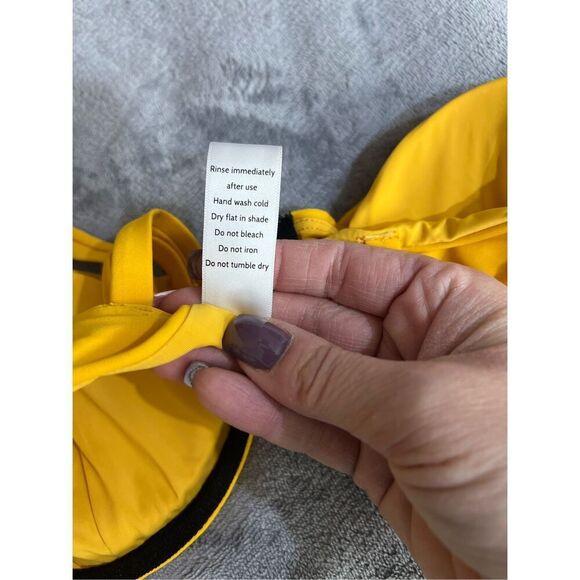 Rinse immediately
after use
Hand wash cold
Dry flat in shade
Do not bleach
Do not iron
Do not tumble dry